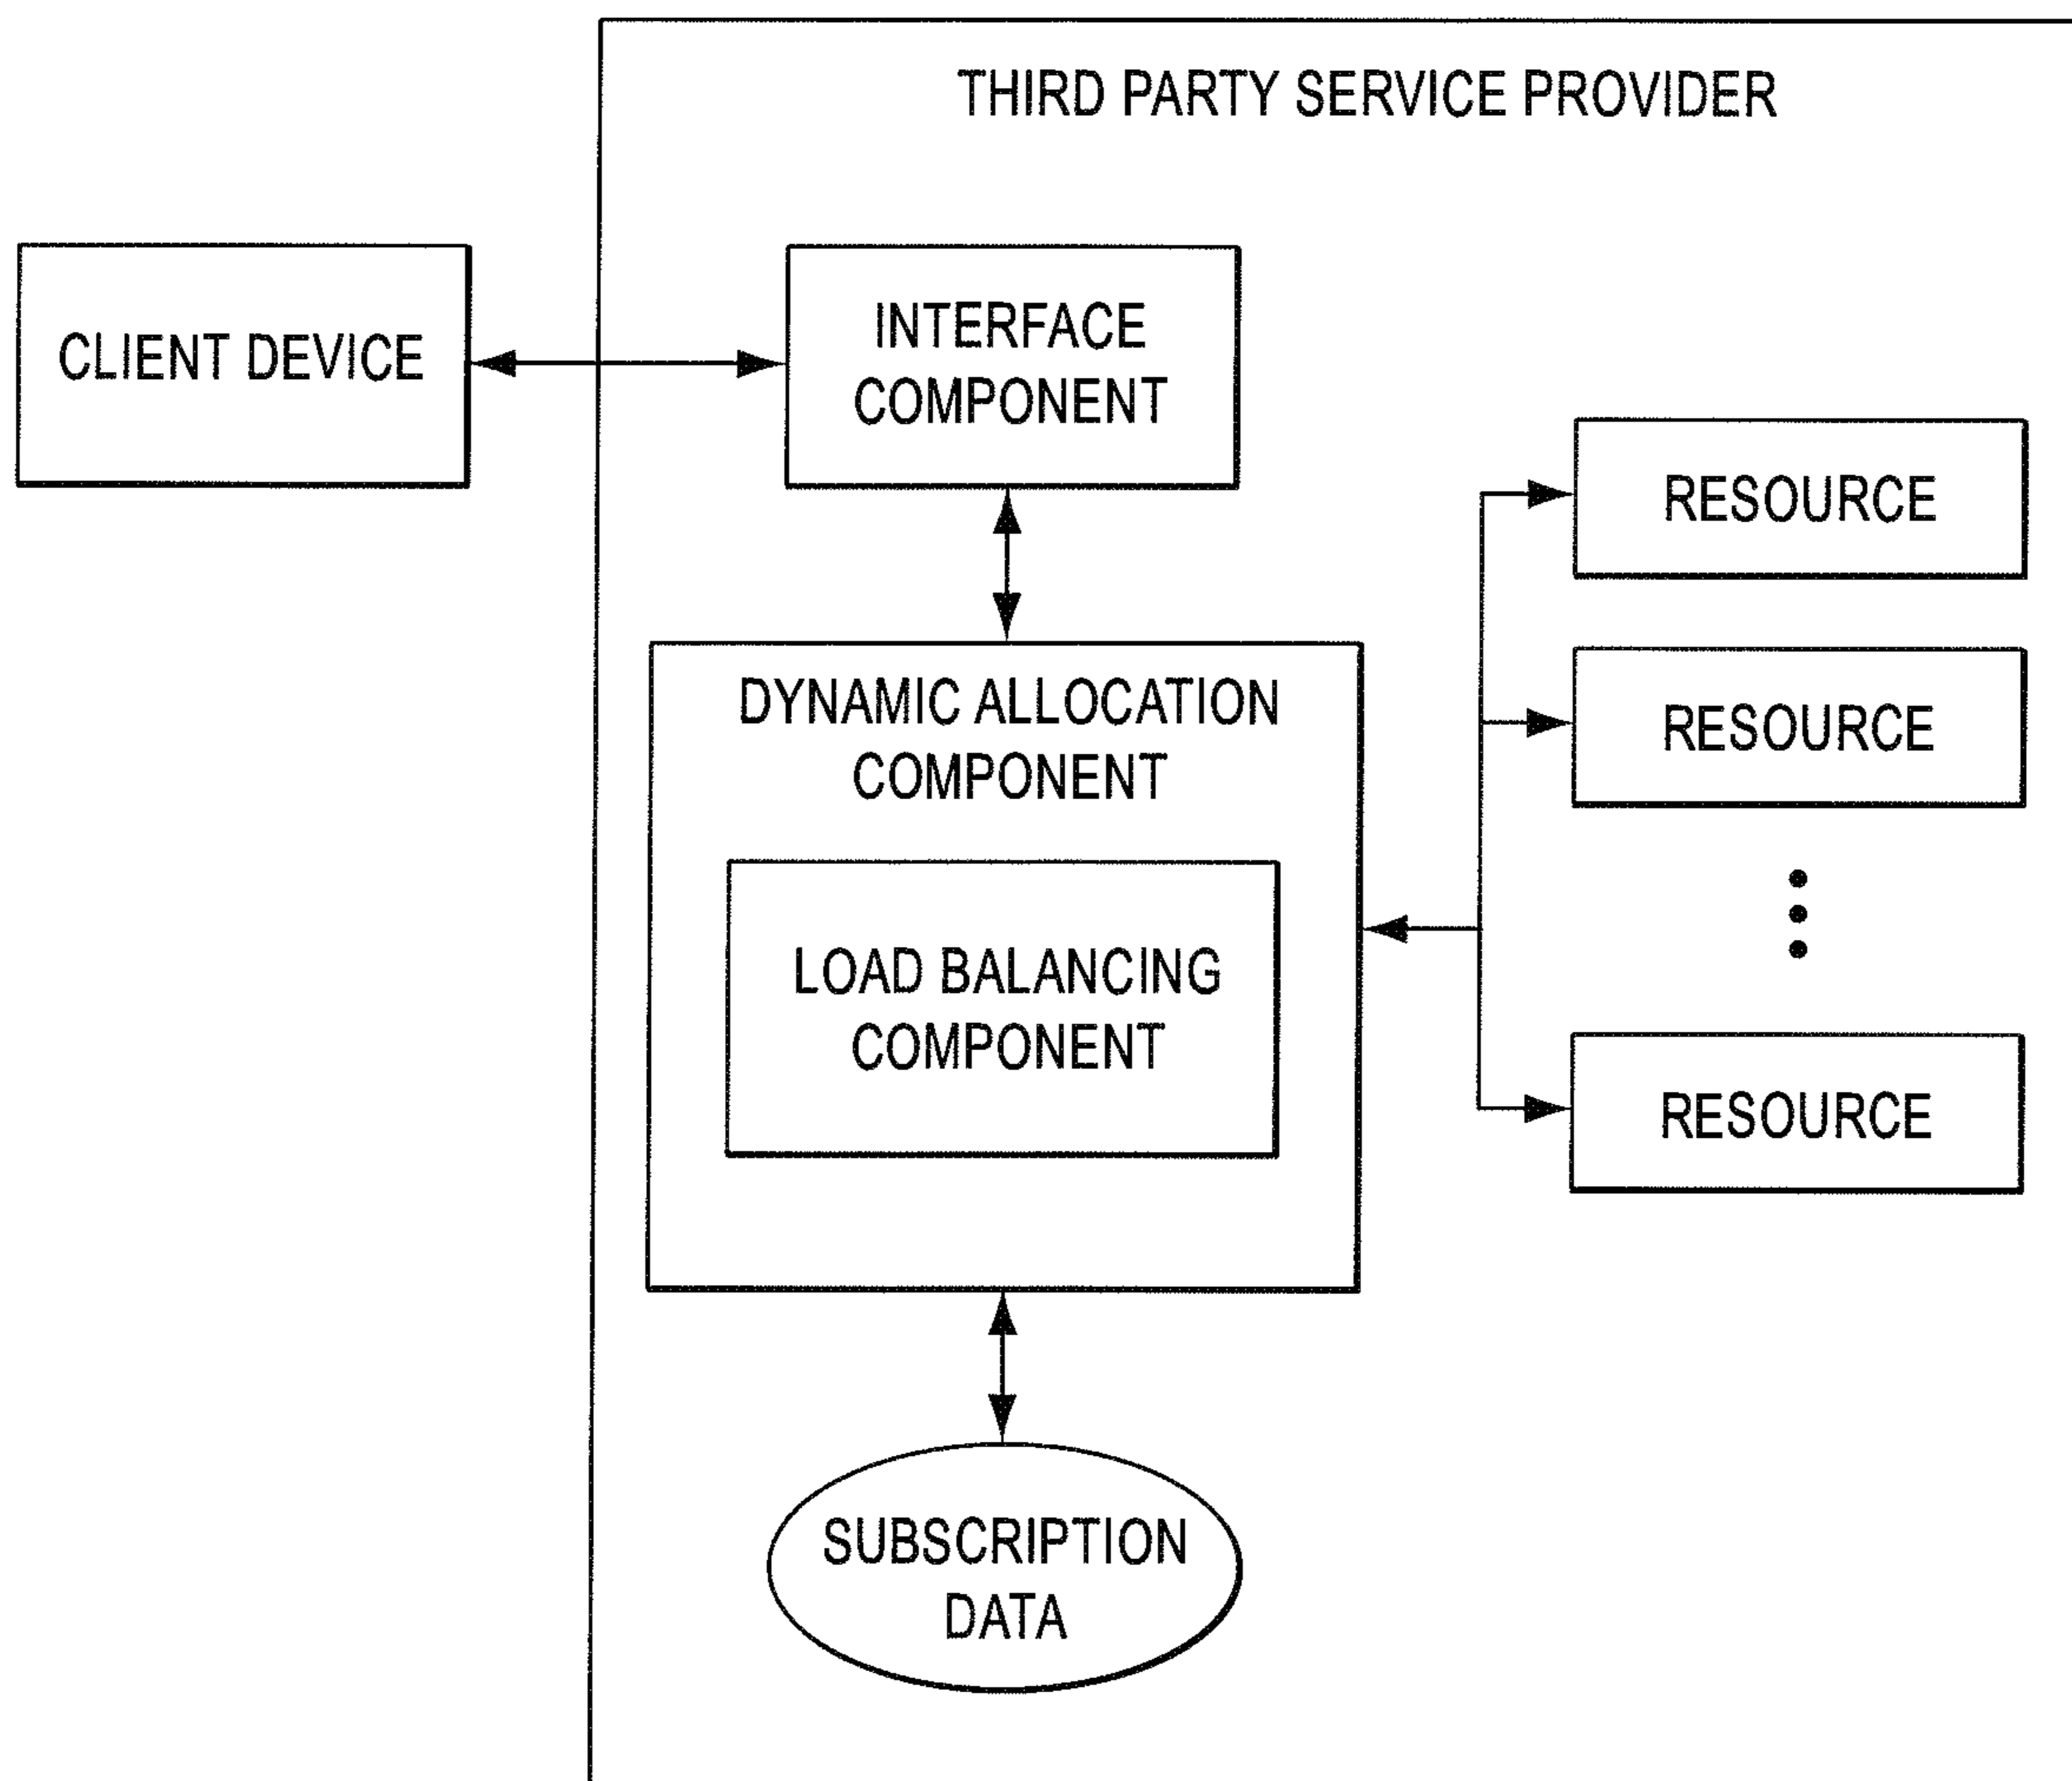 THIRD PARTY SERVICE PROVIDER
CLIENT DEVICE
INTERFACE
COMPONENT
RESOURCE
DYNAMIC ALLOCATION
COMPONENT
RESOURCE
LOAD BALANCING
COMPONENT
RESOURCE
SUBSCRIPTION
DATA